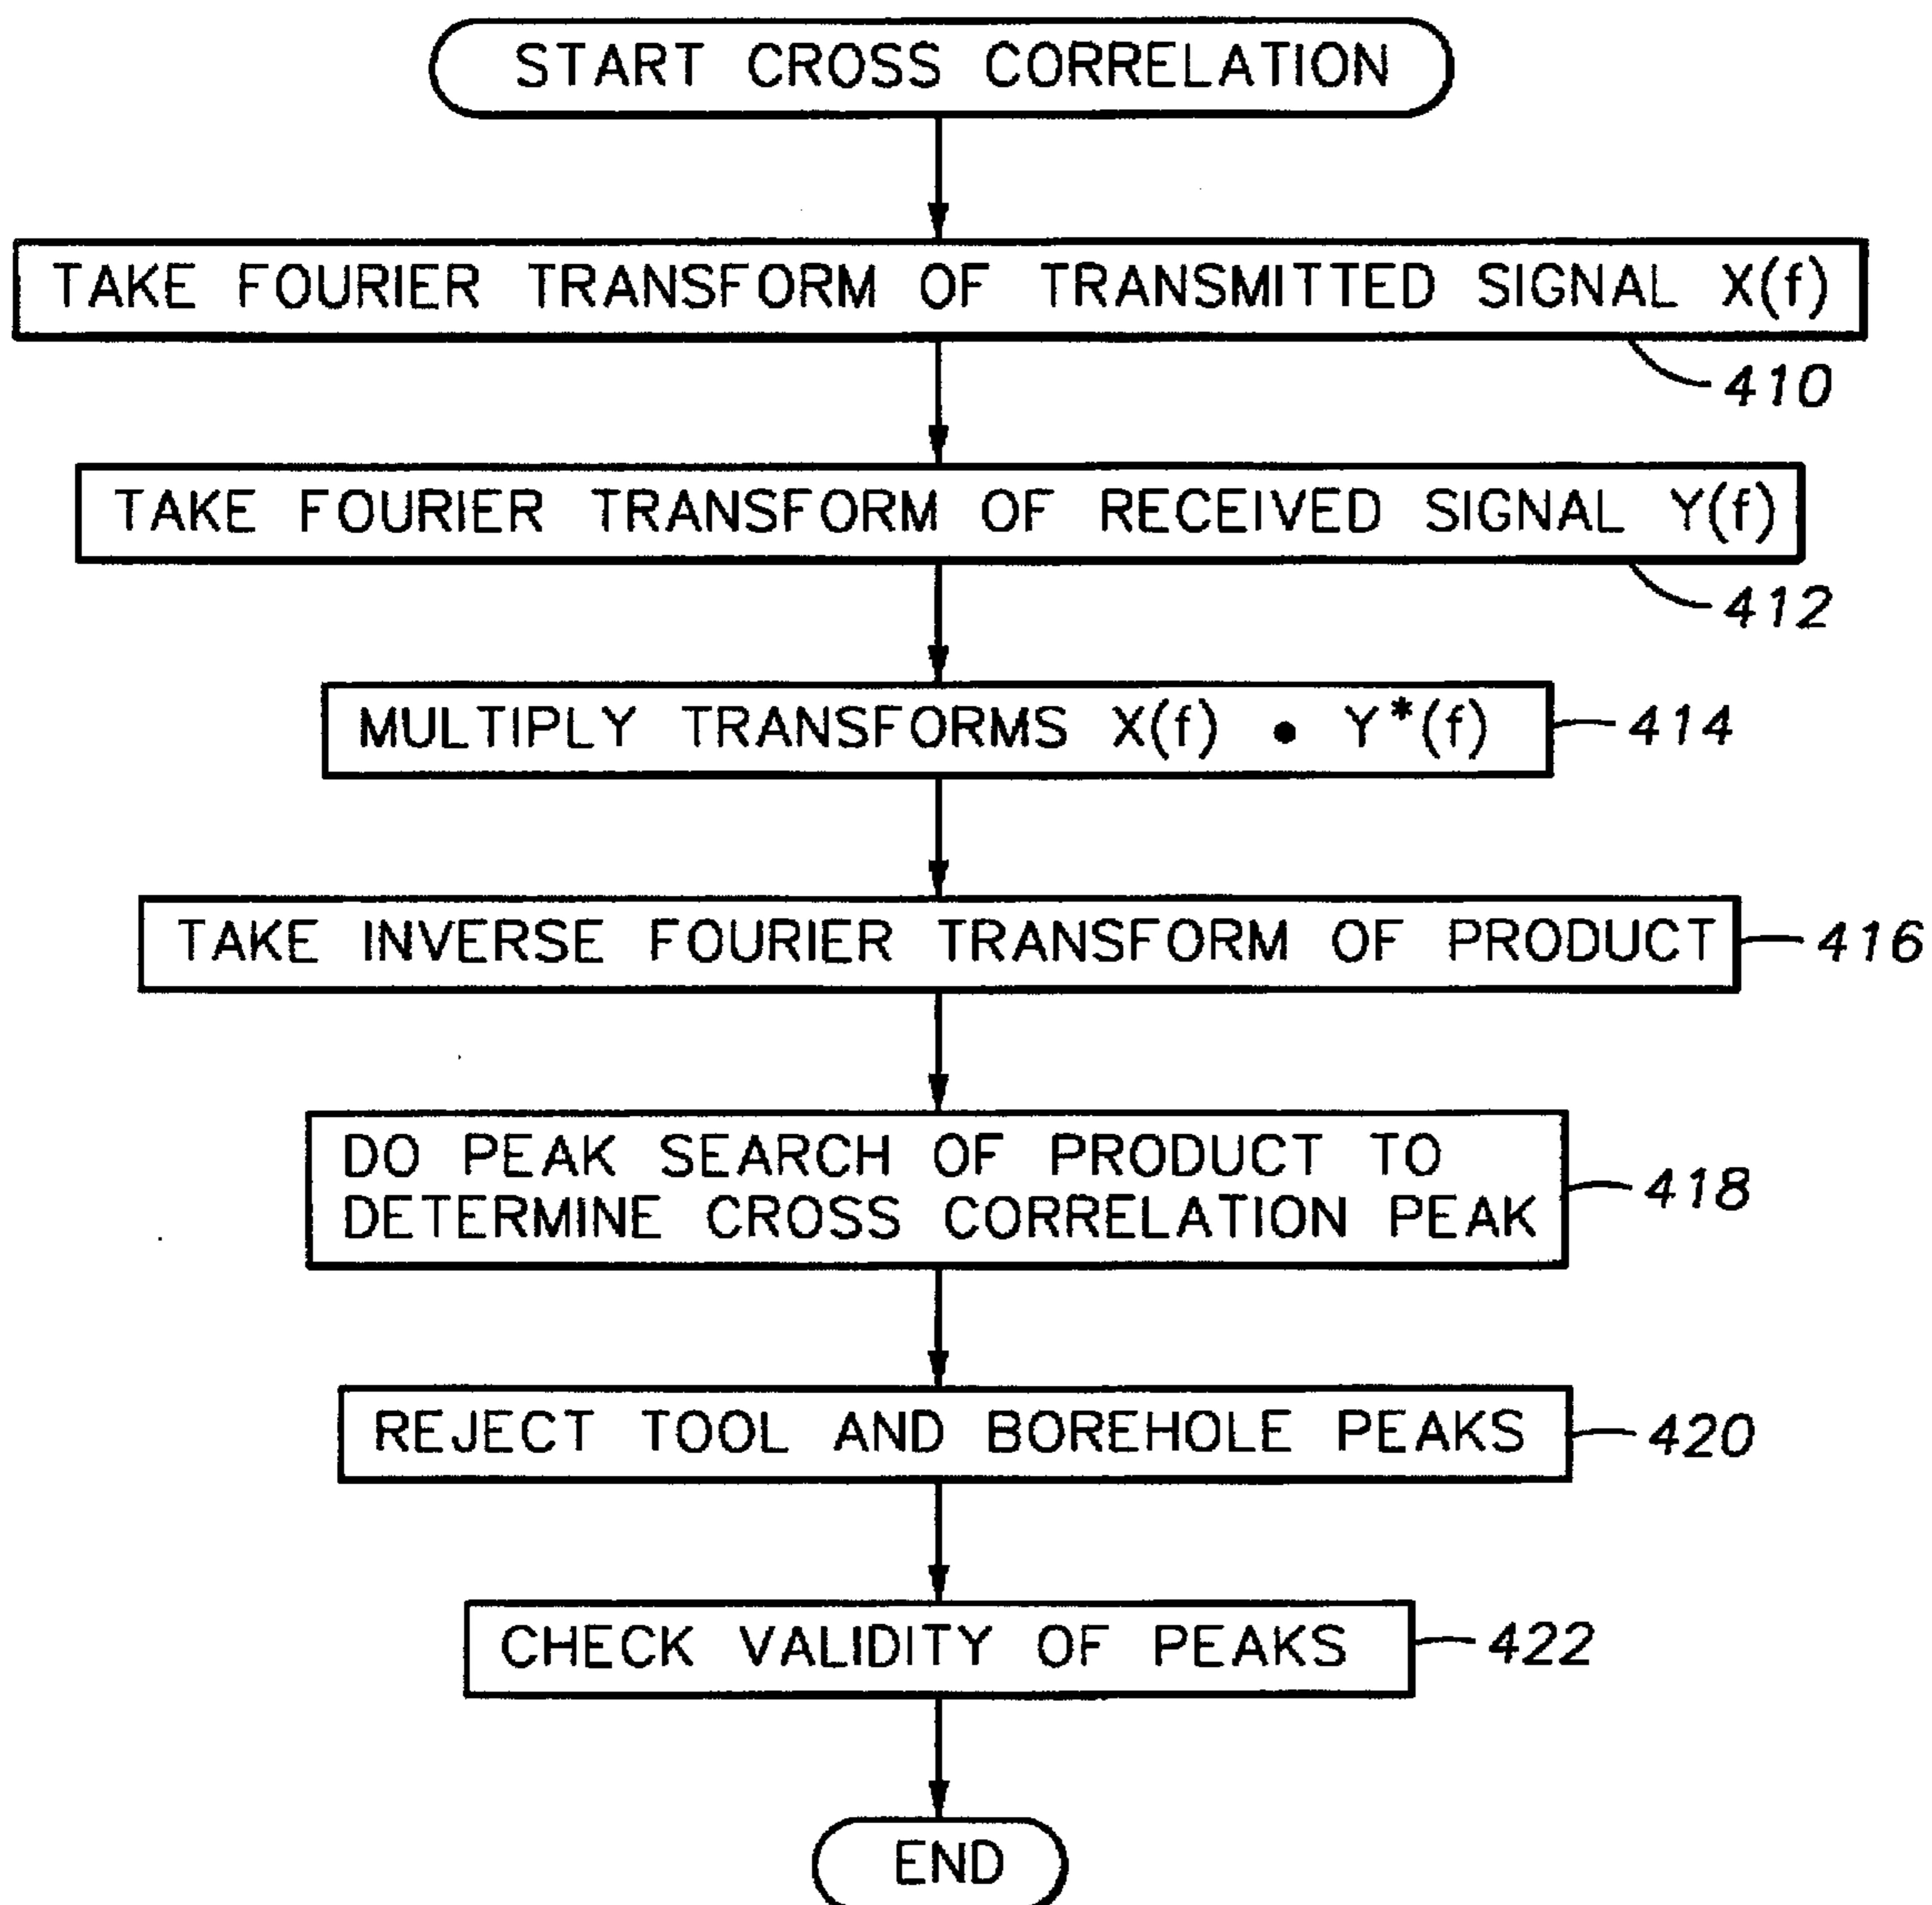 START CROSS CORRELATION
TAKE FOURIER TRANSFORM OF TRANSMITTED SIGNAL X(f)
410
TAKE FOURIER TRANSFORM OF RECEIVED SIGNAL Y(f)
412
MULTIPLY TRANSFORMS X(f) • Y*(f)
414
TAKE INVERSE FOURIER TRANSFORM OF PRODUCT
416
DO PEAK SEARCH OF PRODUCT TO
DETERMINE CROSS CORRELATION PEAK
418
REJECT TOOL AND BOREHOLE PEAKS
420
CHECK VALIDITY OF PEAKS
422
END